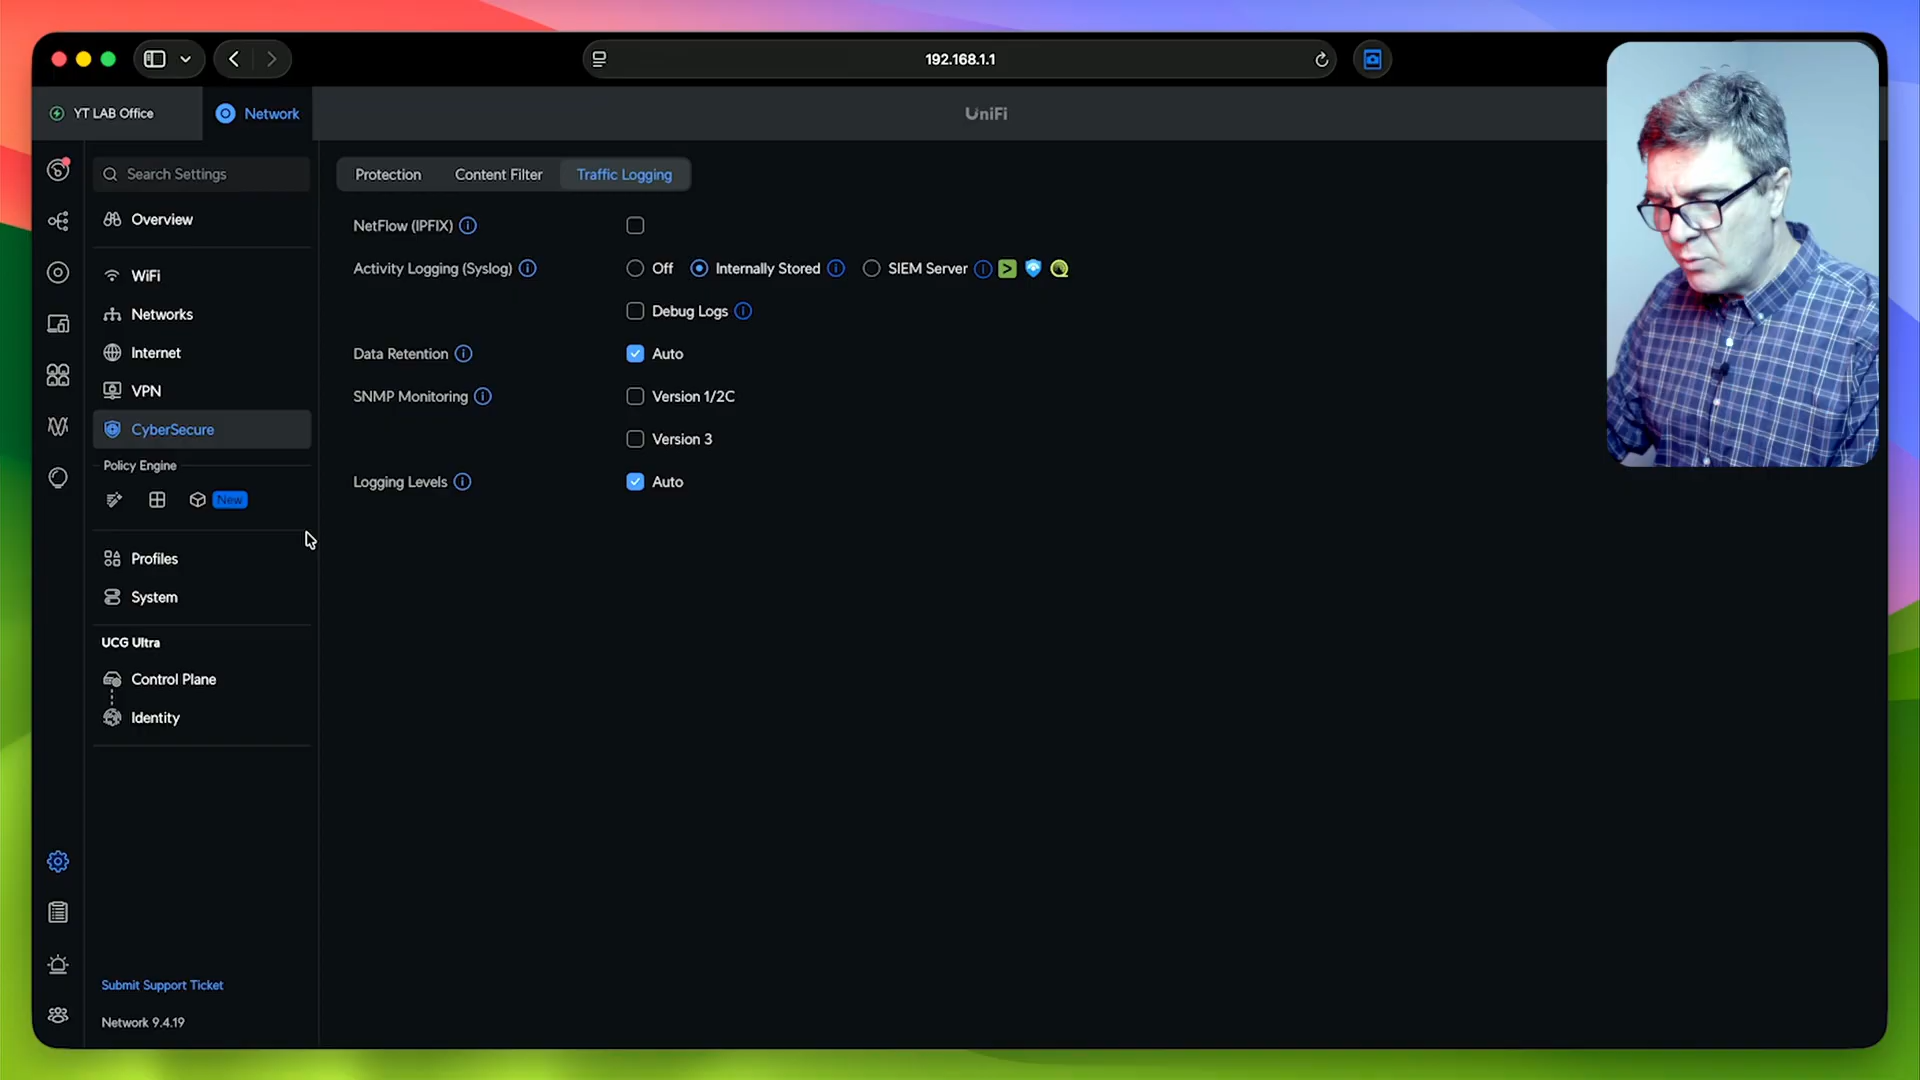 192.168.1.1
YT LAB Office
Network
UniFi
Search Settings
Overview
WiFi
Networks
Internet
VPN
CyberSecure
Policy Engine
New
Profiles
System
UCG Ultra
Control Plane
Identity
Submit Support Ticket
Network 9.4.19
Protection Content Filter Traffic Logging
NetFlow (IPFIX)
Activity Logging (Syslog) Off Internally Stored SIEM Server
Debug Logs
Data Retention Auto
SNMP Monitoring Version 1/2C
Version 3
Logging Levels Auto